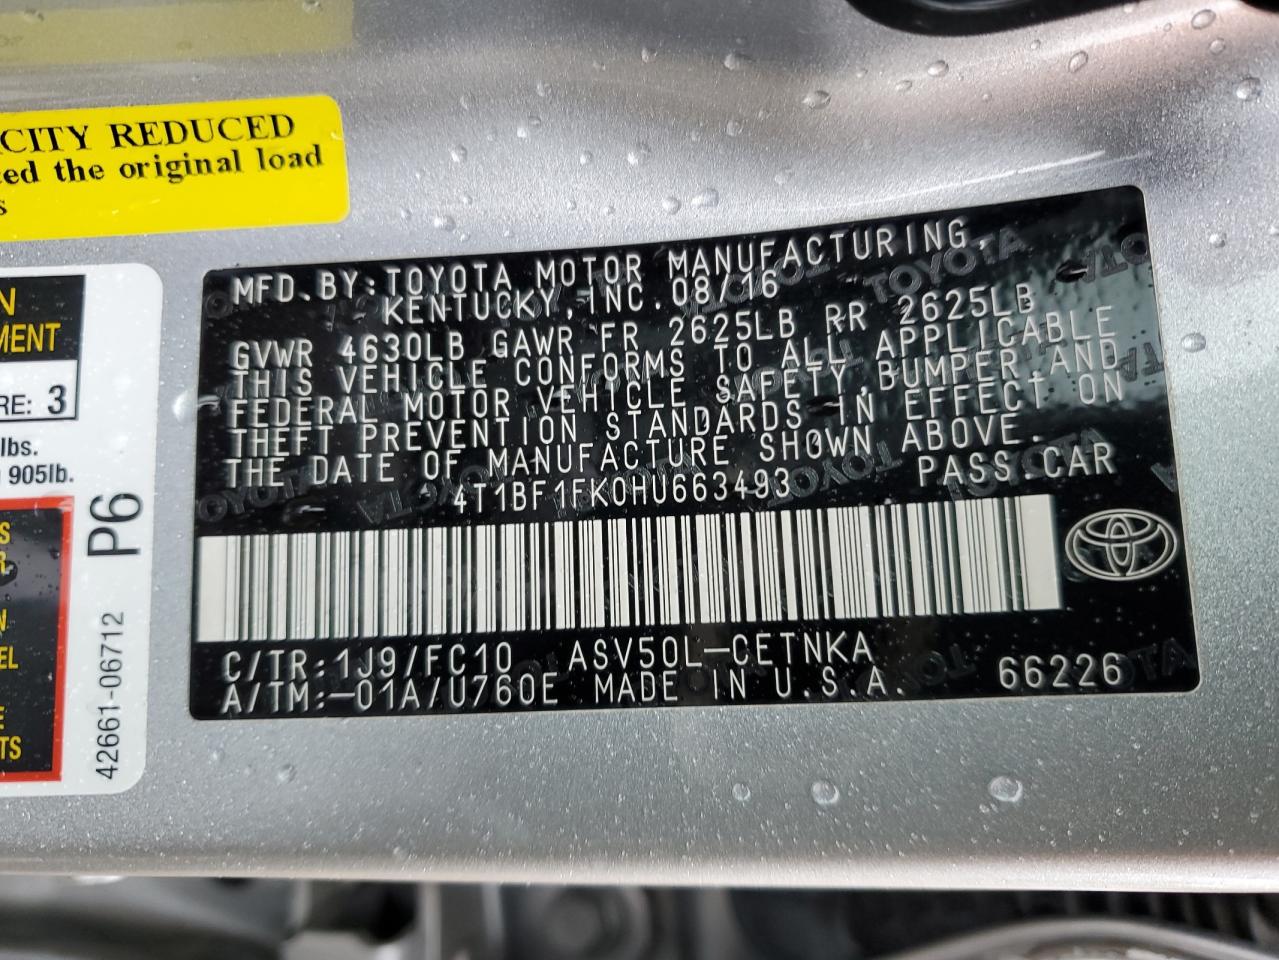 CITY REDUCED
ed the original load
s
N
MENT
RE: 3
lbs.
905lb.
P6
42661-06712
S
R.
N
EL
E
TS
MFD. BY: TOYOTA MOTOR MANUFACTURING,
KENTUCKY, INC. 08/16
GVWR 4630LB GAWR FR 2625LB RR 2625LB
THIS VEHICLE CONFORMS TO ALL APPLICABLE
FEDERAL MOTOR VEHICLE SAFETY, BUMPER AND
THEFT PREVENTION STANDARDS IN EFFECT ON
THE DATE OF MANUFACTURE SHOWN ABOVE.
4T1BF1FK0HU663493 PASS.CAR
C/TR:1J9/FC10 ASV50L-CETNKA
A/TM:-01A/U760E MADE IN U.S.A. 66226